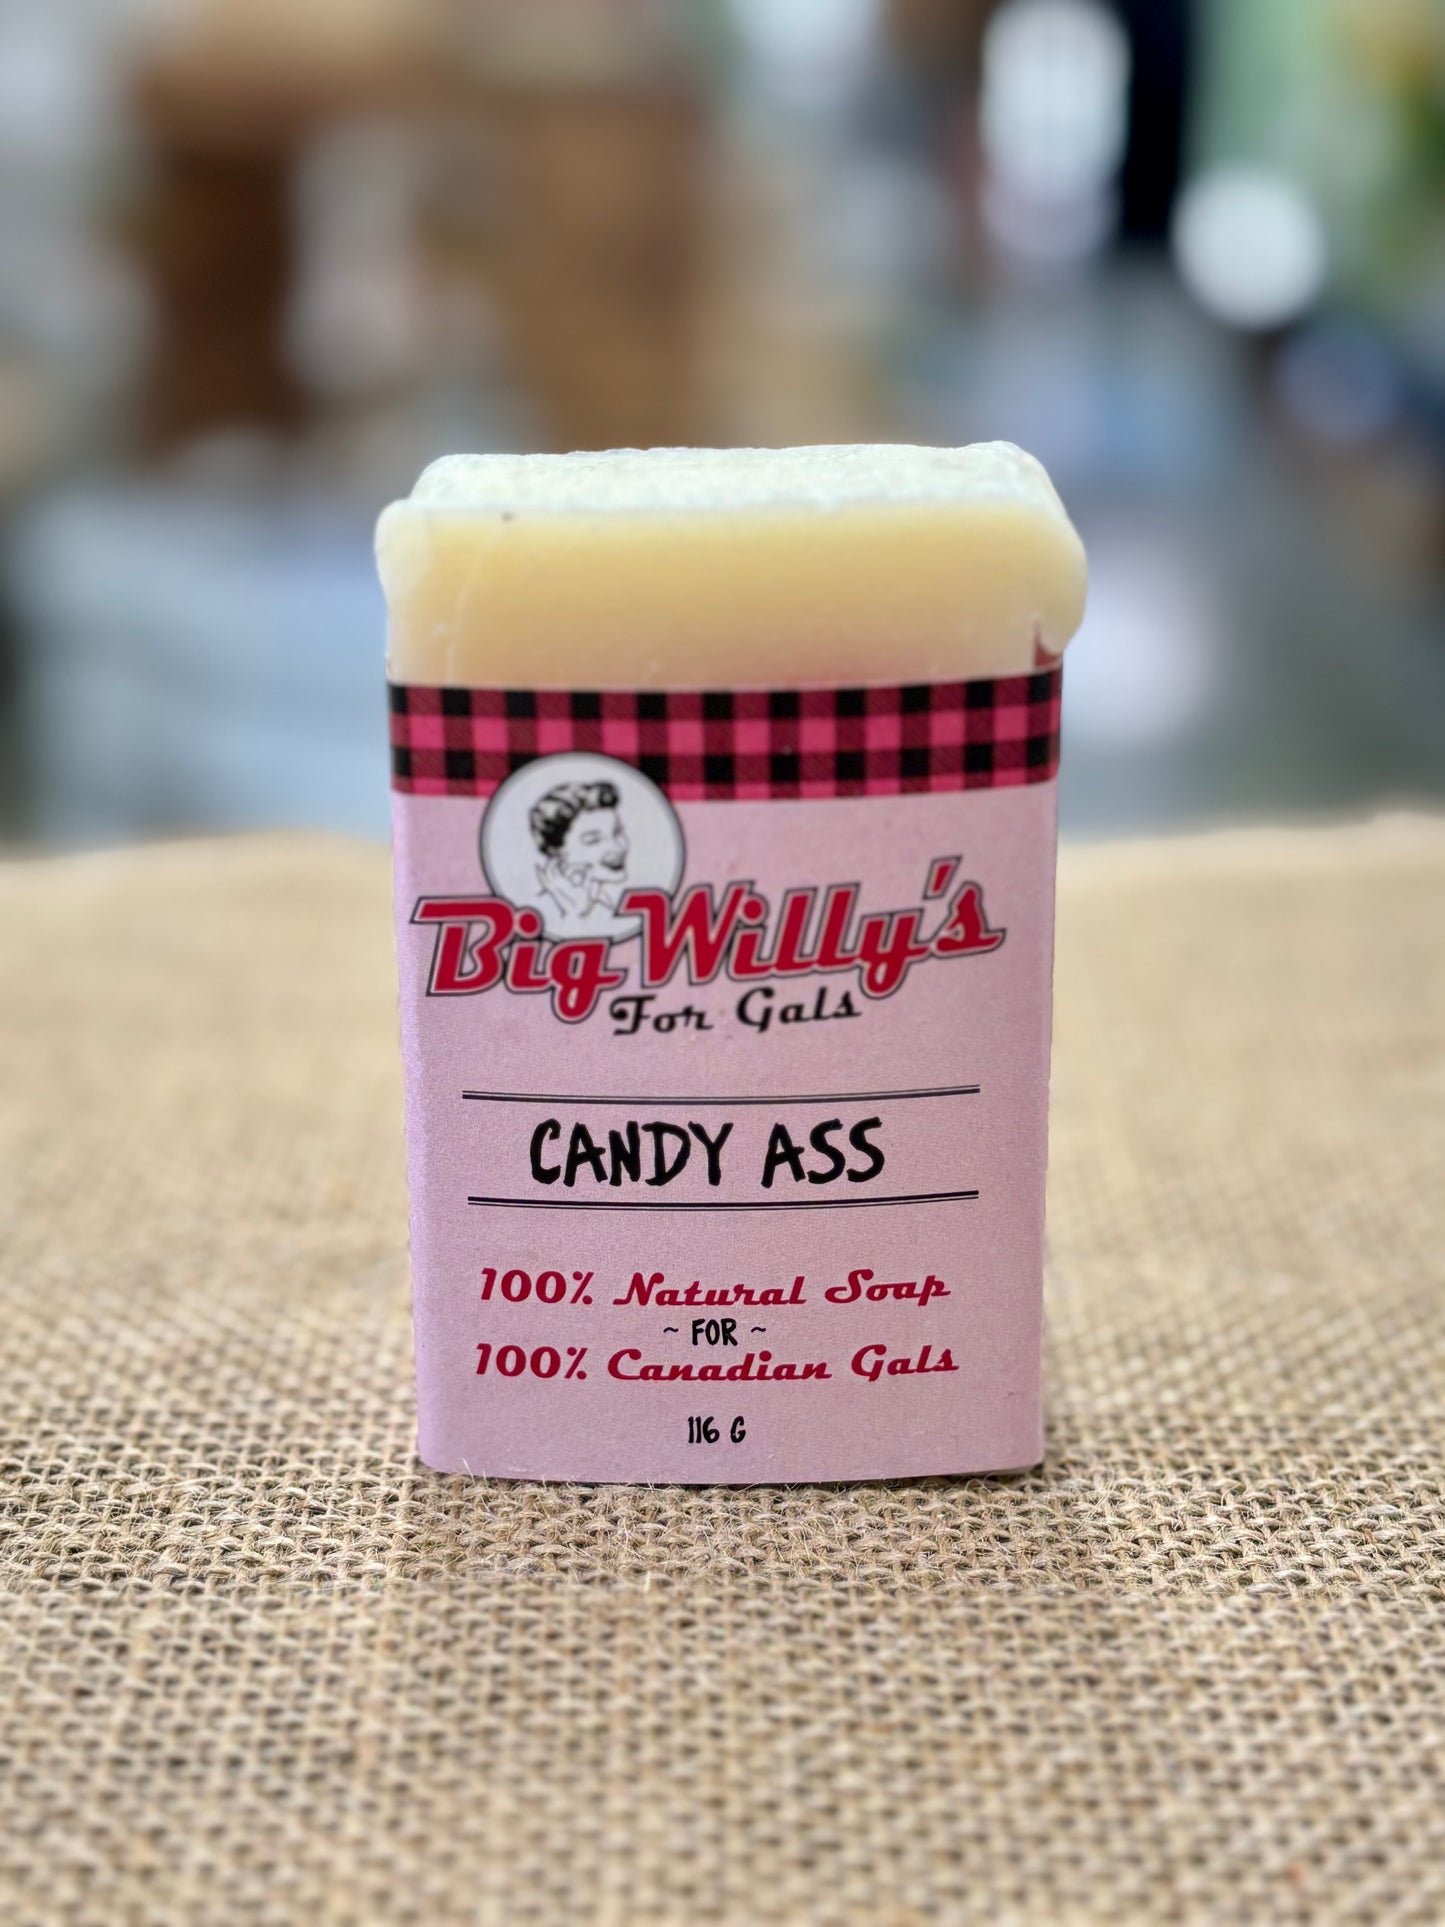 Big Willy's
For Gals
CANDY ASS
100% Natural Soap
~ FOR ~
100% Canadian Gals
116 G